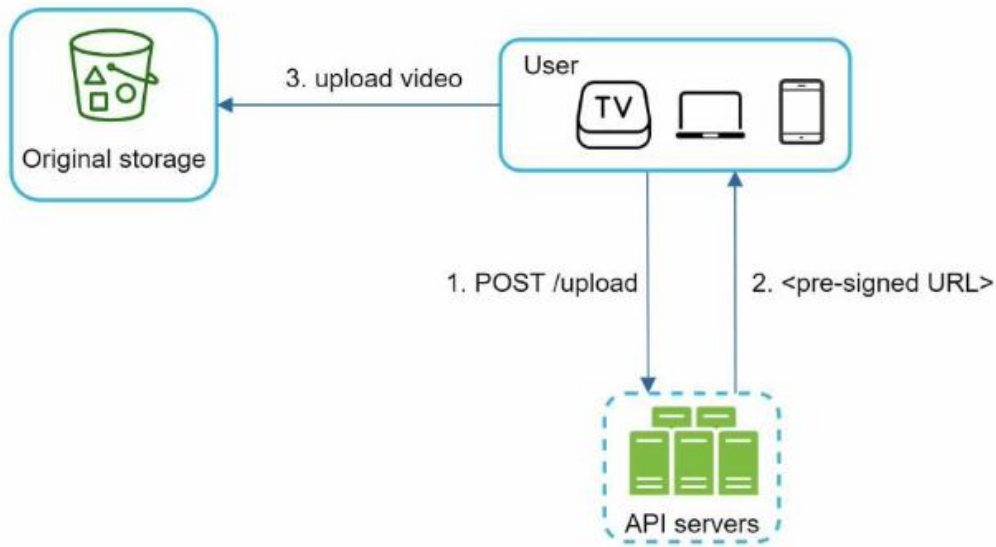 3. upload video
User
TV
Original storage
1. POST /upload
2. <pre-signed URL>
API servers